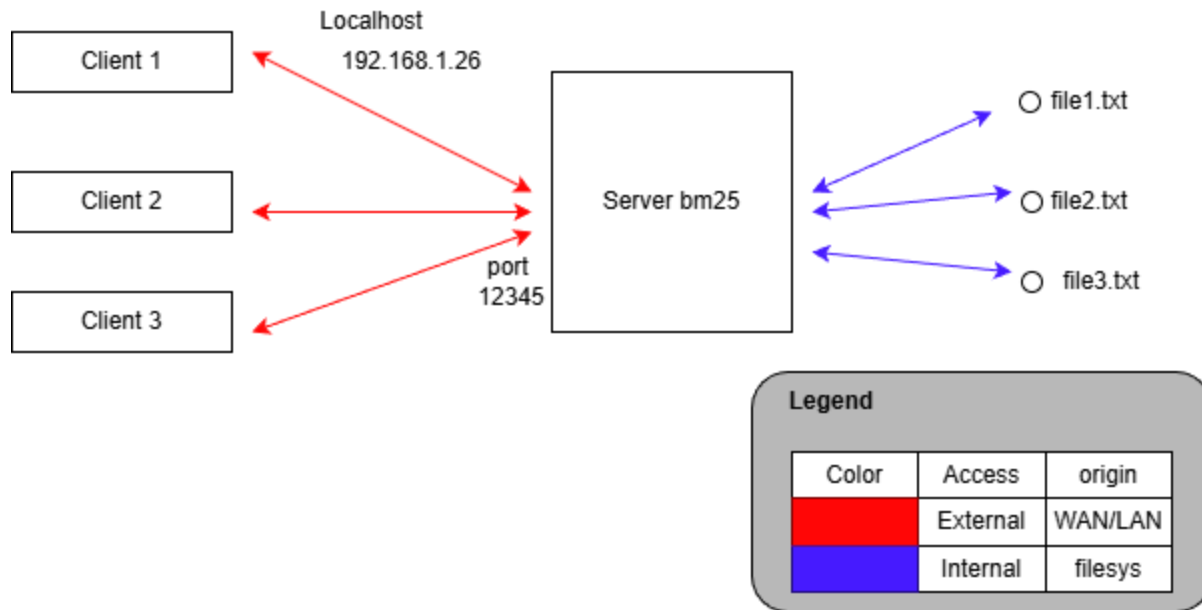 Localhost
192.168.1.26
Client 1
Client 2
Client 3
port
12345
Server bm25
file1.txt
file2.txt
file3.txt
Legend
Color Access origin
External WAN/LAN
Internal filesys